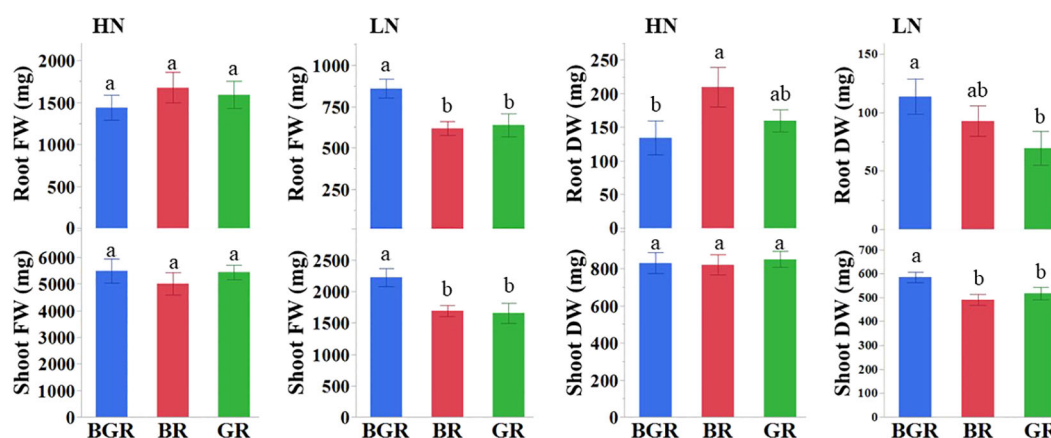 HN
LN
HN
LN
Root FW (mg)
2000
1500
1000
500
0
a
a
a
Root FW (mg)
1000
750
500
250
a
b
b
Root DW (mg)
250
200
150
100
50
0
b
a
ab
Root DW (mg)
150
100
50
0
a
ab
b
Shoot FW (mg)
6000
5000
4000
3000
2000
1000
0
a
a
a
BGR BR GR
Shoot FW (mg)
2500
2000
1500
1000
500
0
a
b
b
BGR BR GR
Shoot DW (mg)
800
600
400
200
0
a
a
a
BGR BR GR
Shoot DW (mg)
700
600
500
400
300
200
100
0
a
b
b
BGR BR GR